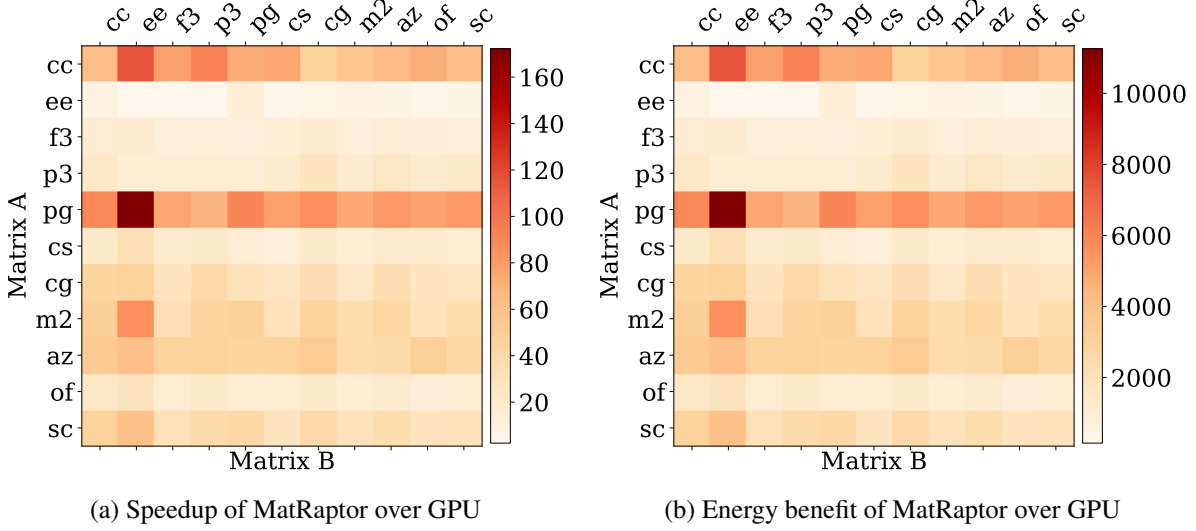 cc ee f3 p3 pg cs cg m2 az of sc
cc
ee
f3
p3
pg
cs
cg
m2
az
of
sc
Matrix A
Matrix B
160
140
120
100
80
60
40
20
(a) Speedup of MatRaptor over GPU
cc ee f3 p3 pg cs cg m2 az of sc
cc
ee
f3
p3
pg
cs
cg
m2
az
of
sc
Matrix A
Matrix B
10000
8000
6000
4000
2000
(b) Energy benefit of MatRaptor over GPU